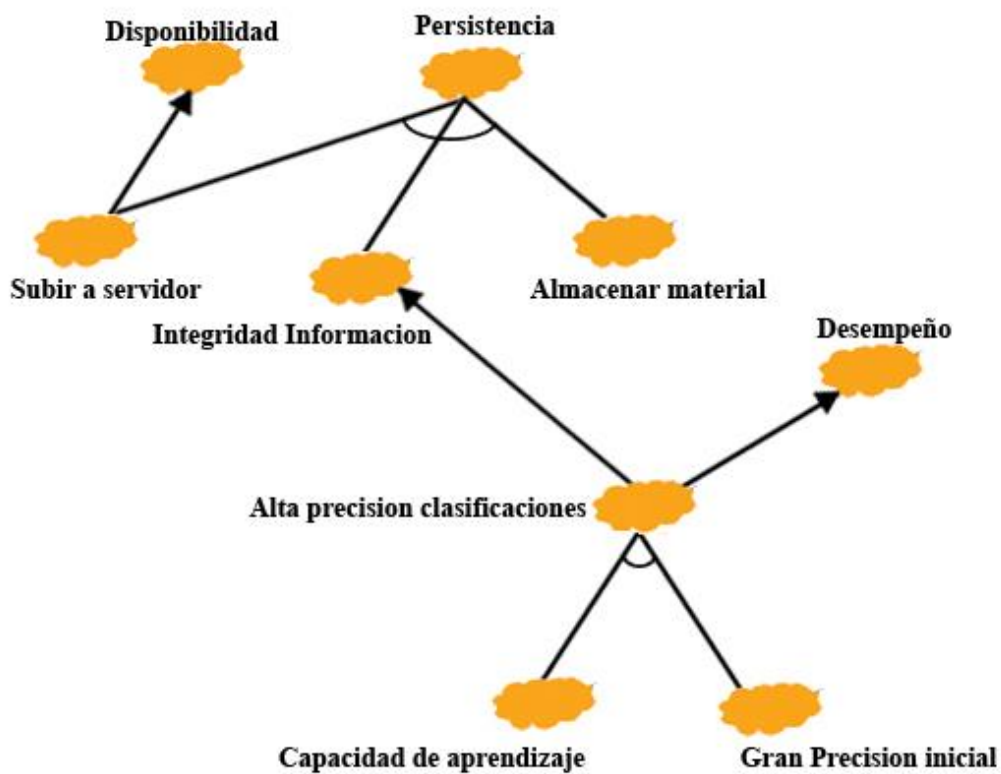 Disponibilidad
Persistencia
Subir a servidor
Almacenar material
Integridad Informacion
Desempeño
Alta precision clasificaciones
Capacidad de aprendizaje
Gran Precision inicial